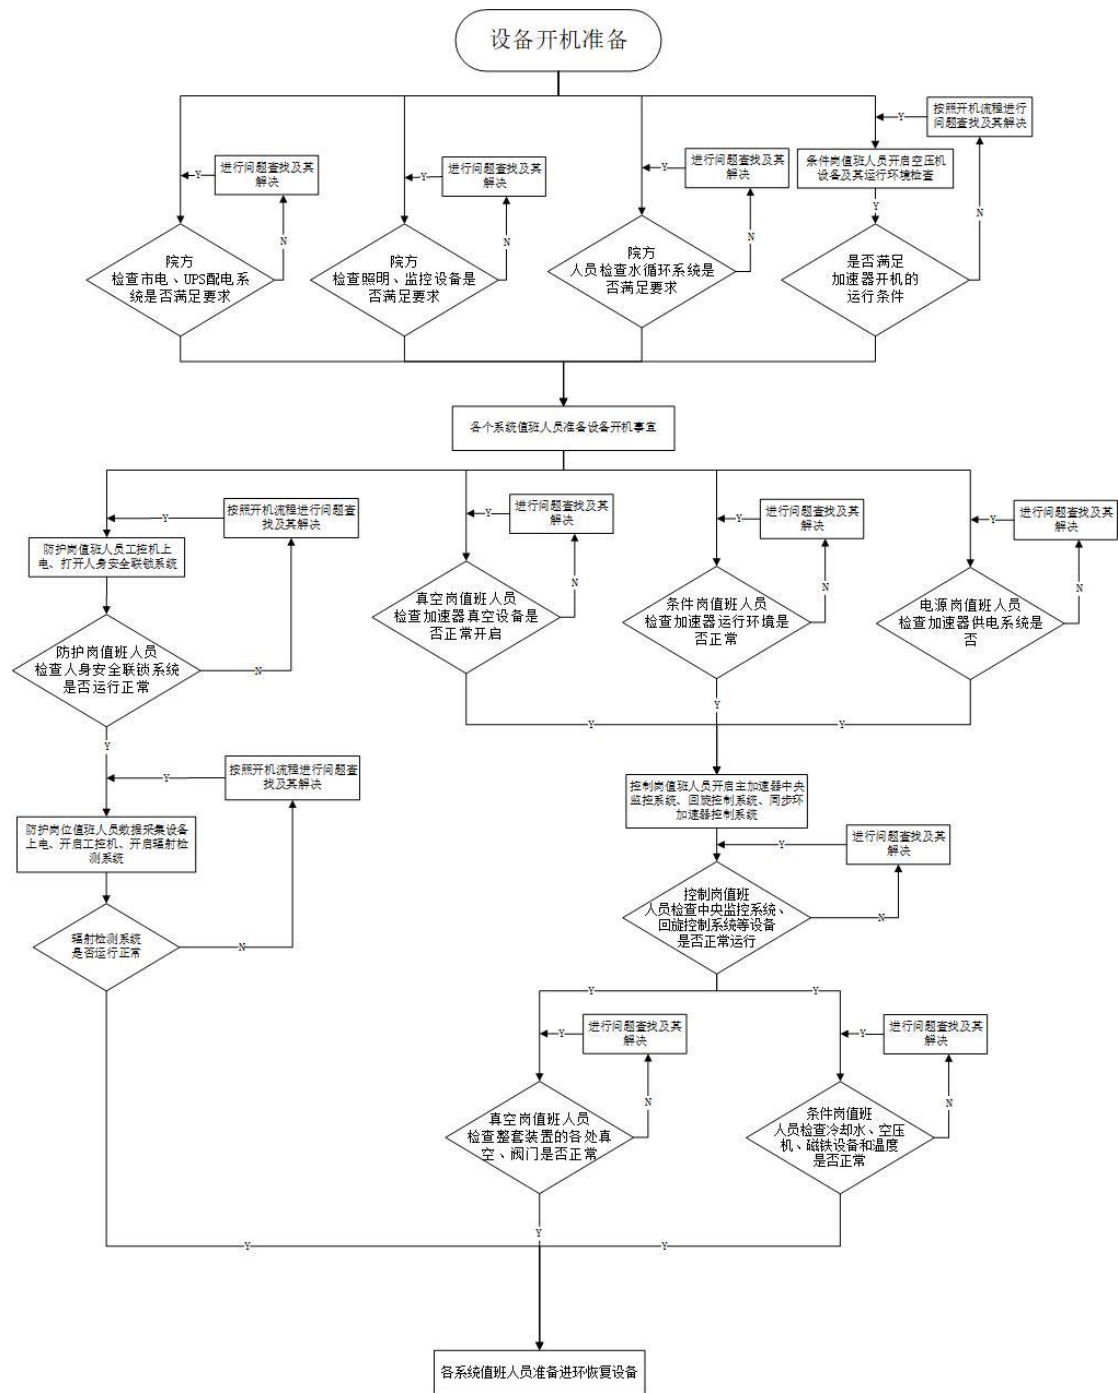 设备开机准备
按照开机流程进行
问题查找及其解决
Y
进行问题查找及其
解决
Y
N
进行问题查找及其
解决
Y
N
进行问题查找及其
解决
Y
N
条件岗值班人员开启空压机
设备及其运行环境检查
Y
N
院方
检查市电、UPS配电系
统是否满足要求
院方
检查照明、监控设备是
否满足要求
院方
人员检查水循环系统是
否满足要求
是否满足
加速器开机的
运行条件
各个系统值班人员准备设备开机事宜
按照开机流程进行问题查
找及其解决
Y
进行问题查找及其
解决
Y
N
进行问题查找及其
解决
Y
N
进行问题查找及其
解决
Y
N
防护岗值班人员工控机上
电、打开人身安全联锁系统
真空岗值班人员
检查加速器真空设备是
否正常开启
条件岗值班人员
检查加速器运行环境是
否正常
电源岗值班人员
检查加速器供电系统是
否
防护岗值班人员
检查人身安全联锁系统
是否运行正常
N
Y
Y
Y
Y
按照开机流程进行问题查
找及其解决
Y
控制岗值班人员开启主加速器中央
监控系统、回旋控制系统、同步环
加速器控制系统
防护岗位值班人员数据采集设备
上电、开启工控机、开启辐射检
测系统
进行问题查找及其
解决
Y
控制岗值班
人员检查中央监控系统、
回旋控制系统等设备
是否正常运行
N
辐射检测系统
是否运行正常
N
Y
Y
进行问题查找及其
解决
Y
N
进行问题查找及其
解决
Y
N
真空岗值班人员
检查整套装置的各处真
空、阀门是否正常
条件岗值班
人员检查冷却水、空压
机、磁铁设备和温度
是否正常
Y
Y
Y
各系统值班人员准备进环恢复设备